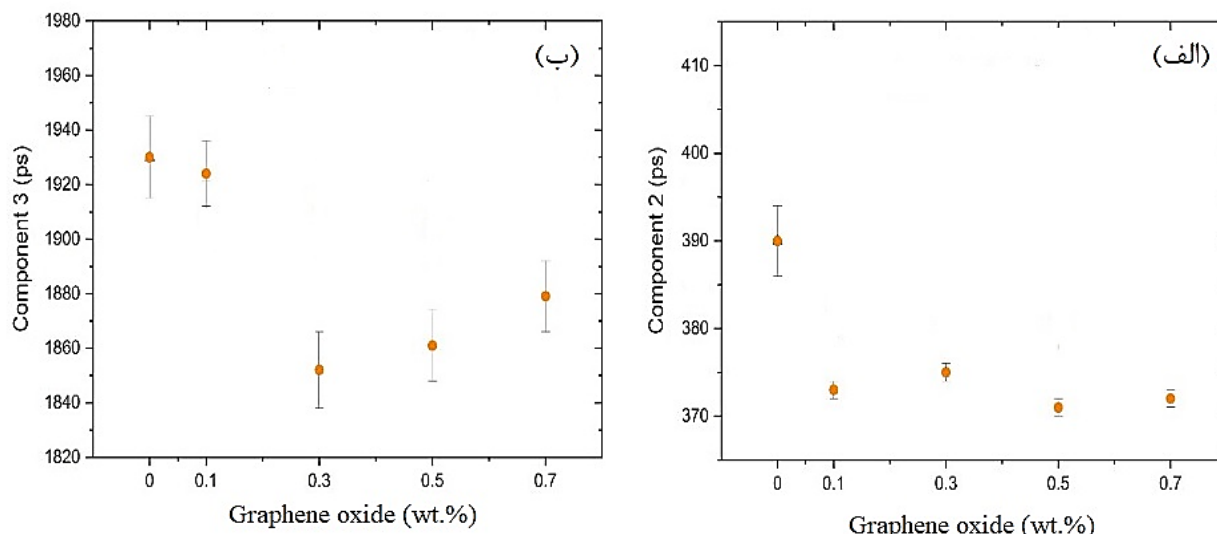 (ب)
Component 3 (ps)
1980
1960
1940
1920
1900
1880
1860
1840
1820
0 0.1 0.3 0.5 0.7
Graphene oxide (wt.%)
(الف)
Component 2 (ps)
410
400
390
380
370
0 0.1 0.3 0.5 0.7
Graphene oxide (wt.%)